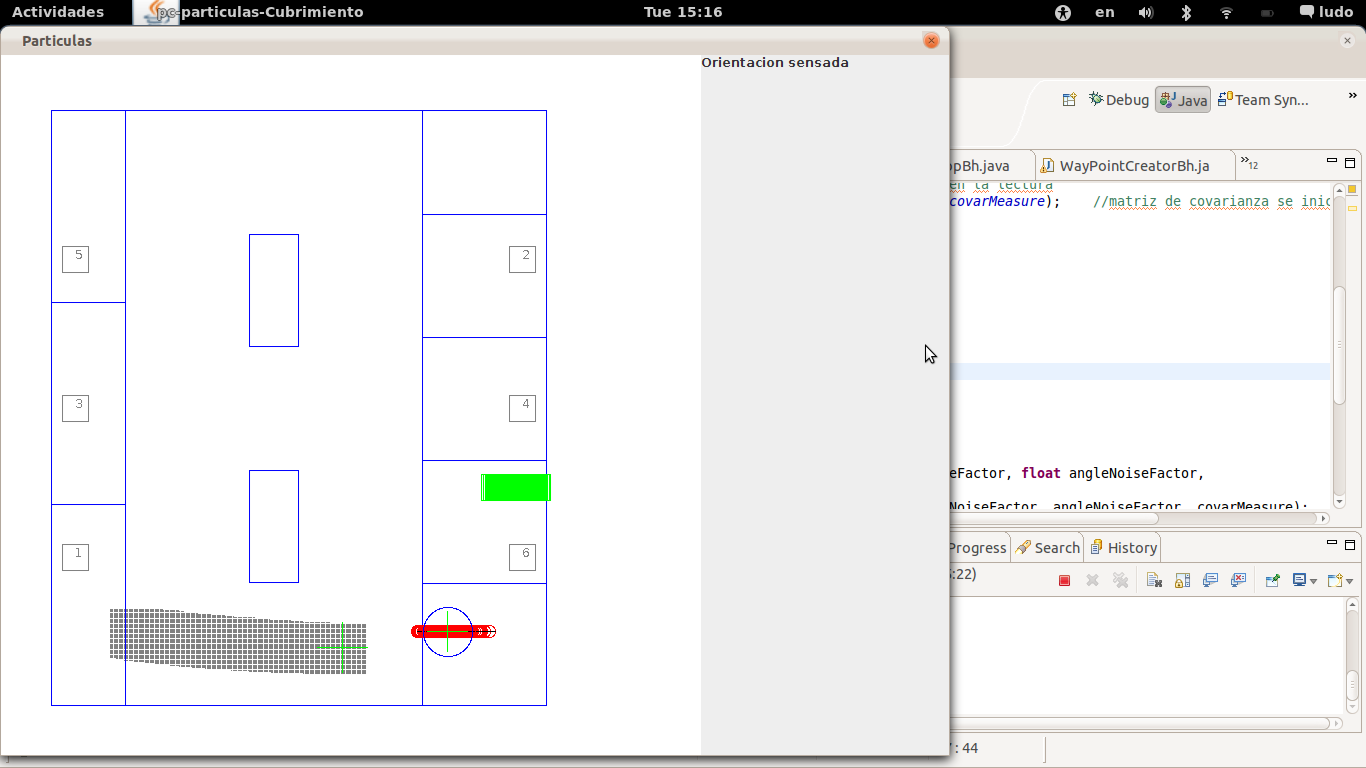 Actividades
pc-particulas-Cubrimiento
Tue 15:16
en
ludo
Particulas
Orientacion sensada
5
2
3
4
1
6
Debug
Java
Team Syn...
»
pBh.java
WayPointCreatorBh.ja
»12
en la lectura
covarMeasure); //matriz de covarianza se inic
eFactor, float angleNoiseFactor,
NoiseFactor, angleNoiseFactor, covarMeasure);
Progress
Search
History
:22)
: 44